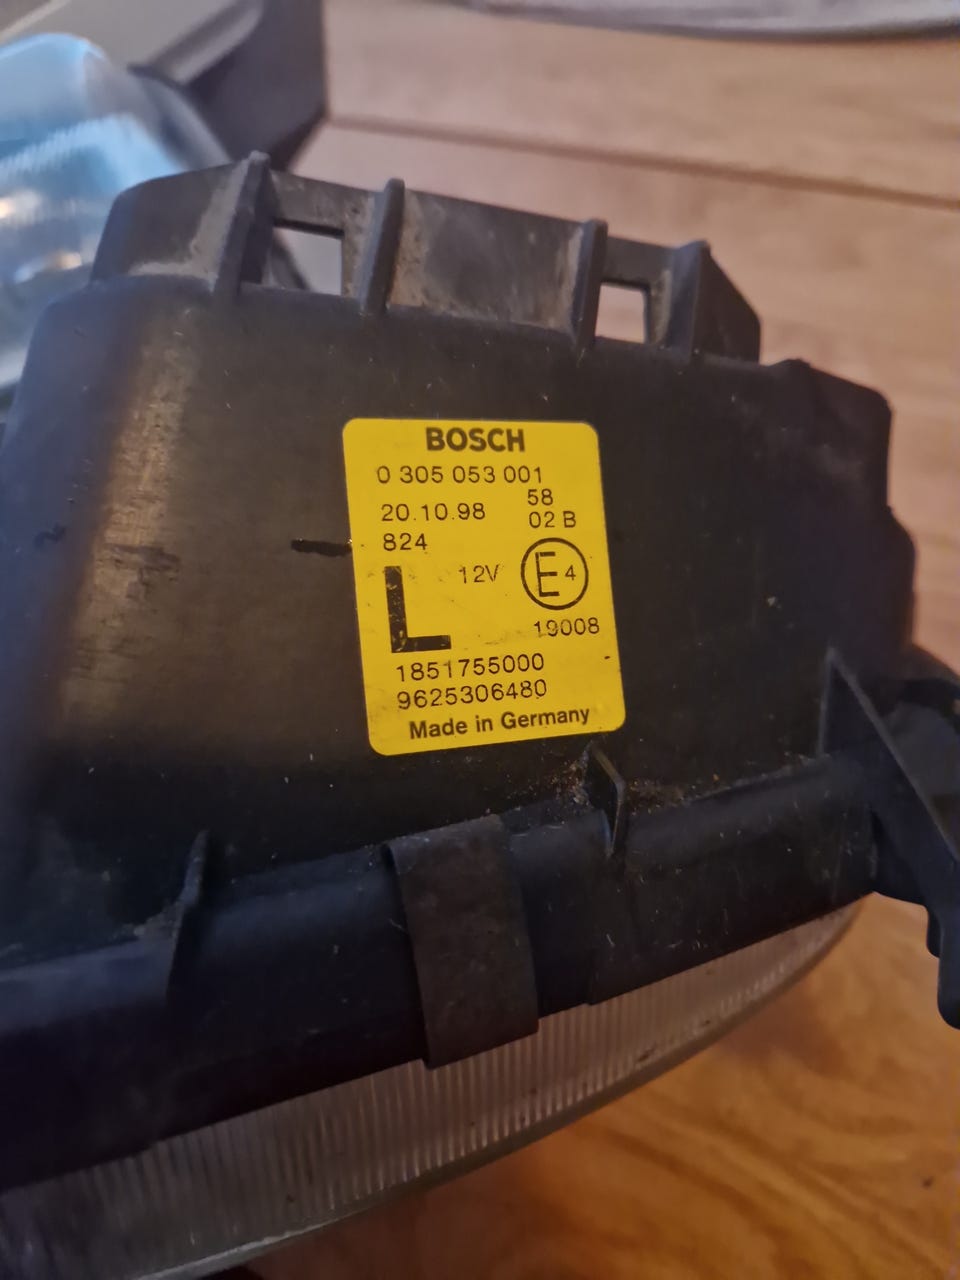 BOSCH
0 305 053 001
20.10.98 58
824 02 B
L 12V E4
19008
1851755000
9625306480
Made in Germany